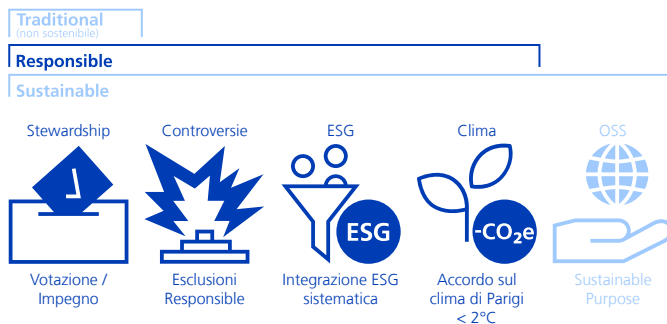 Traditional
(non sostenibile)
Responsible
Sustainable
Stewardship
Controversie
ESG
Clima
OSS
ESG
-CO₂e
Votazione /
Impegno
Esclusioni
Responsible
Integrazione ESG
sistematica
Accordo sul
clima di Parigi
< 2°C
Sustainable
Purpose